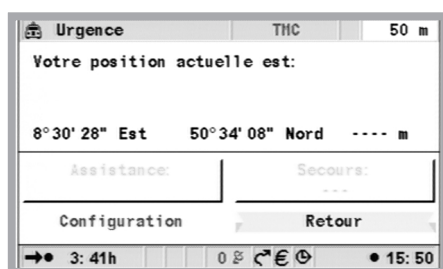 Urgence TMC 50 m
Votre position actuelle est:
8°30'28" Est 50°34'08" Nord ---- m
Assistance: Secours:
---
Configuration Retour
3:41h 0 € 15:50